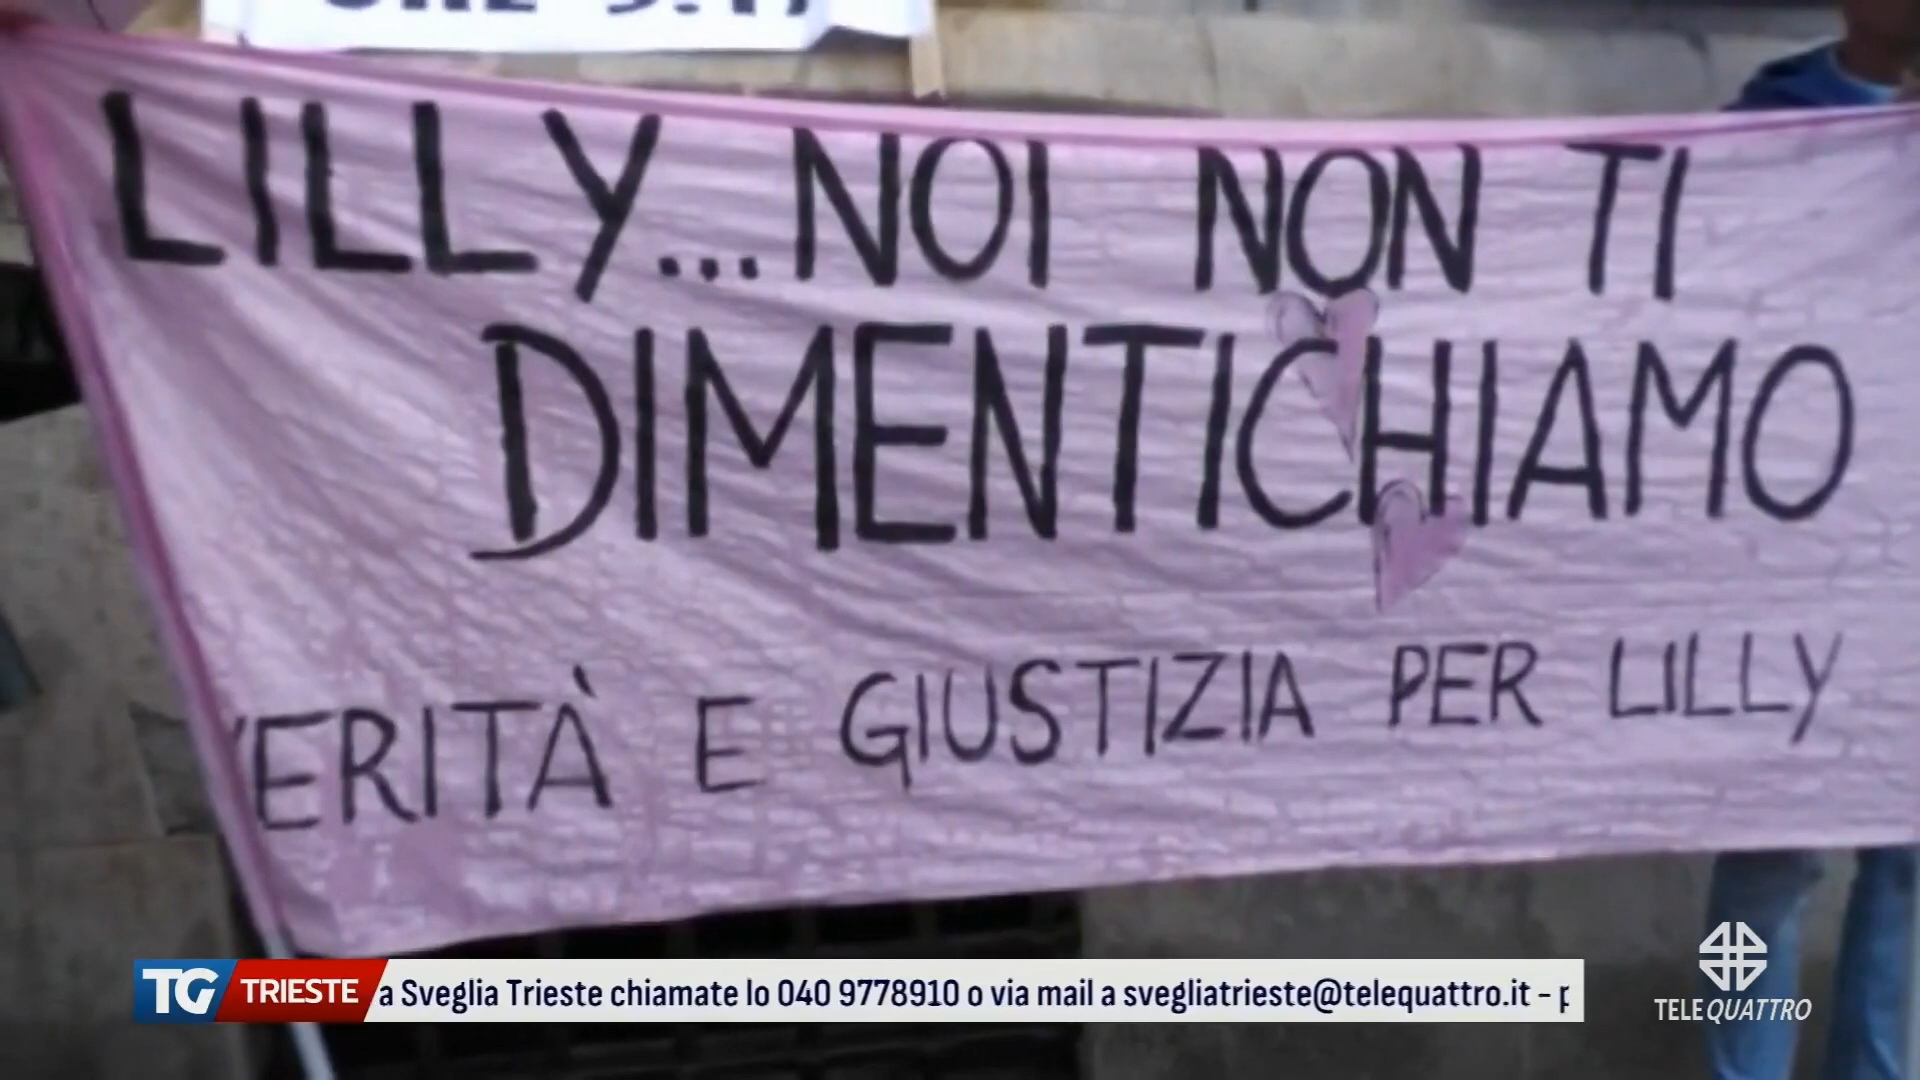 LILLY...NOI NON TI
DIMENTICHIAMO
VERITÀ E GIUSTIZIA PER LILLY
TG TRIESTE a Sveglia Trieste chiamate lo 040 9778910 o via mail a svegliatrieste@telequattro.it - p
TELEQUATTRO